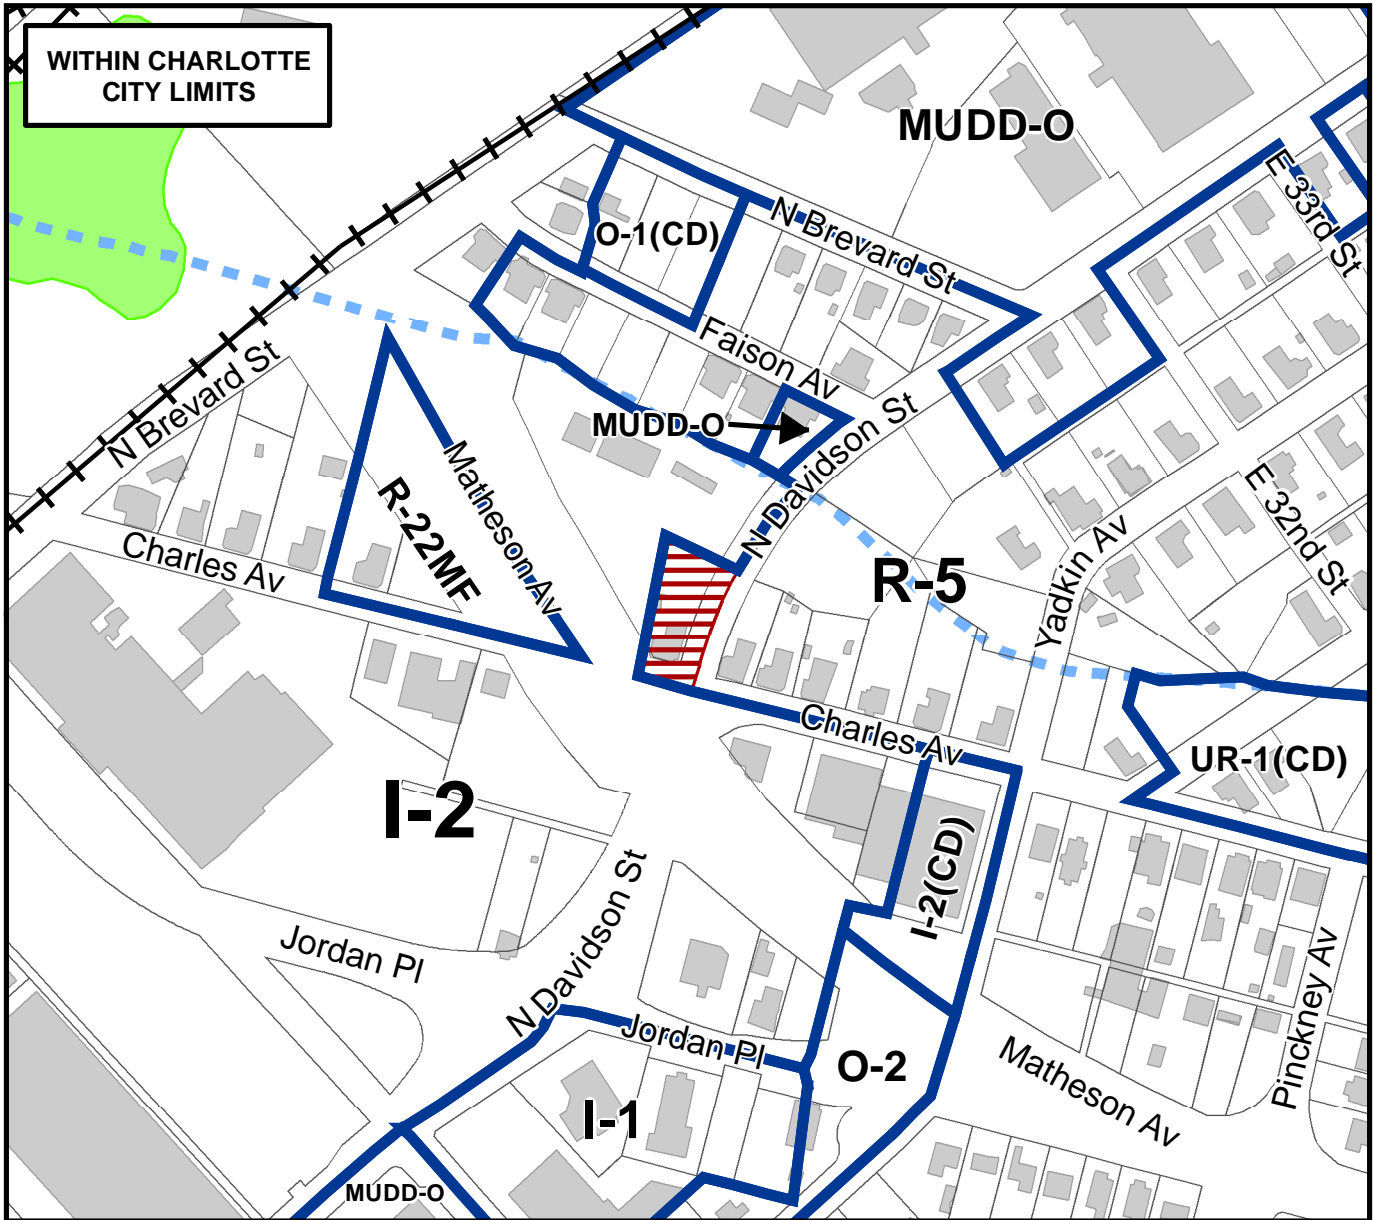 WITHIN CHARLOTTE
CITY LIMITS
MUDD-O
E 33rd St
N Brevard St
O-1(CD)
Faison Av
N Brevard St
MUDD-O
N Davidson St
Matheson Av
R-22MF
E 32nd St
Charles Av
R-5
Yadkin Av
Charles Av
UR-1(CD)
I-2
I-2(CD)
N Davidson St
Jordan Pl
Pinckney Av
Jordan Pl
O-2
Matheson Av
I-1
MUDD-O